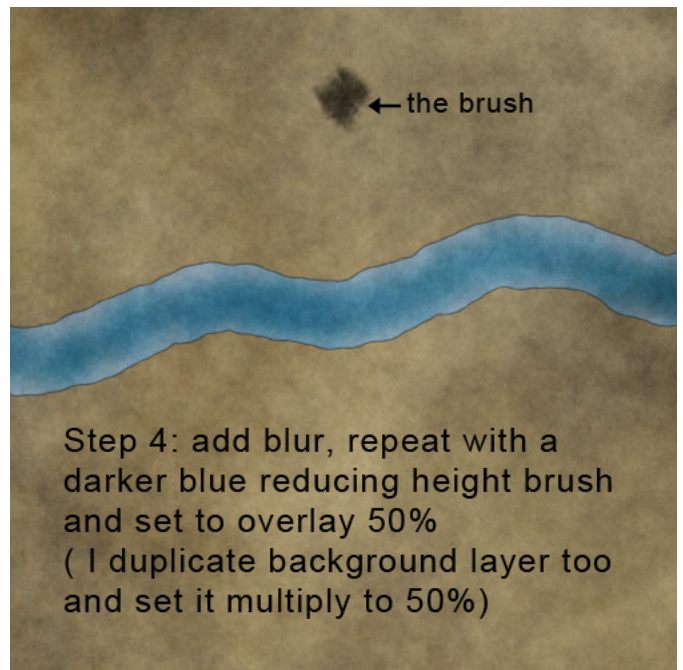 the brush
Step 4: add blur, repeat with a
darker blue reducing height brush
and set to overlay 50%
( I duplicate background layer too
and set it multiply to 50%)